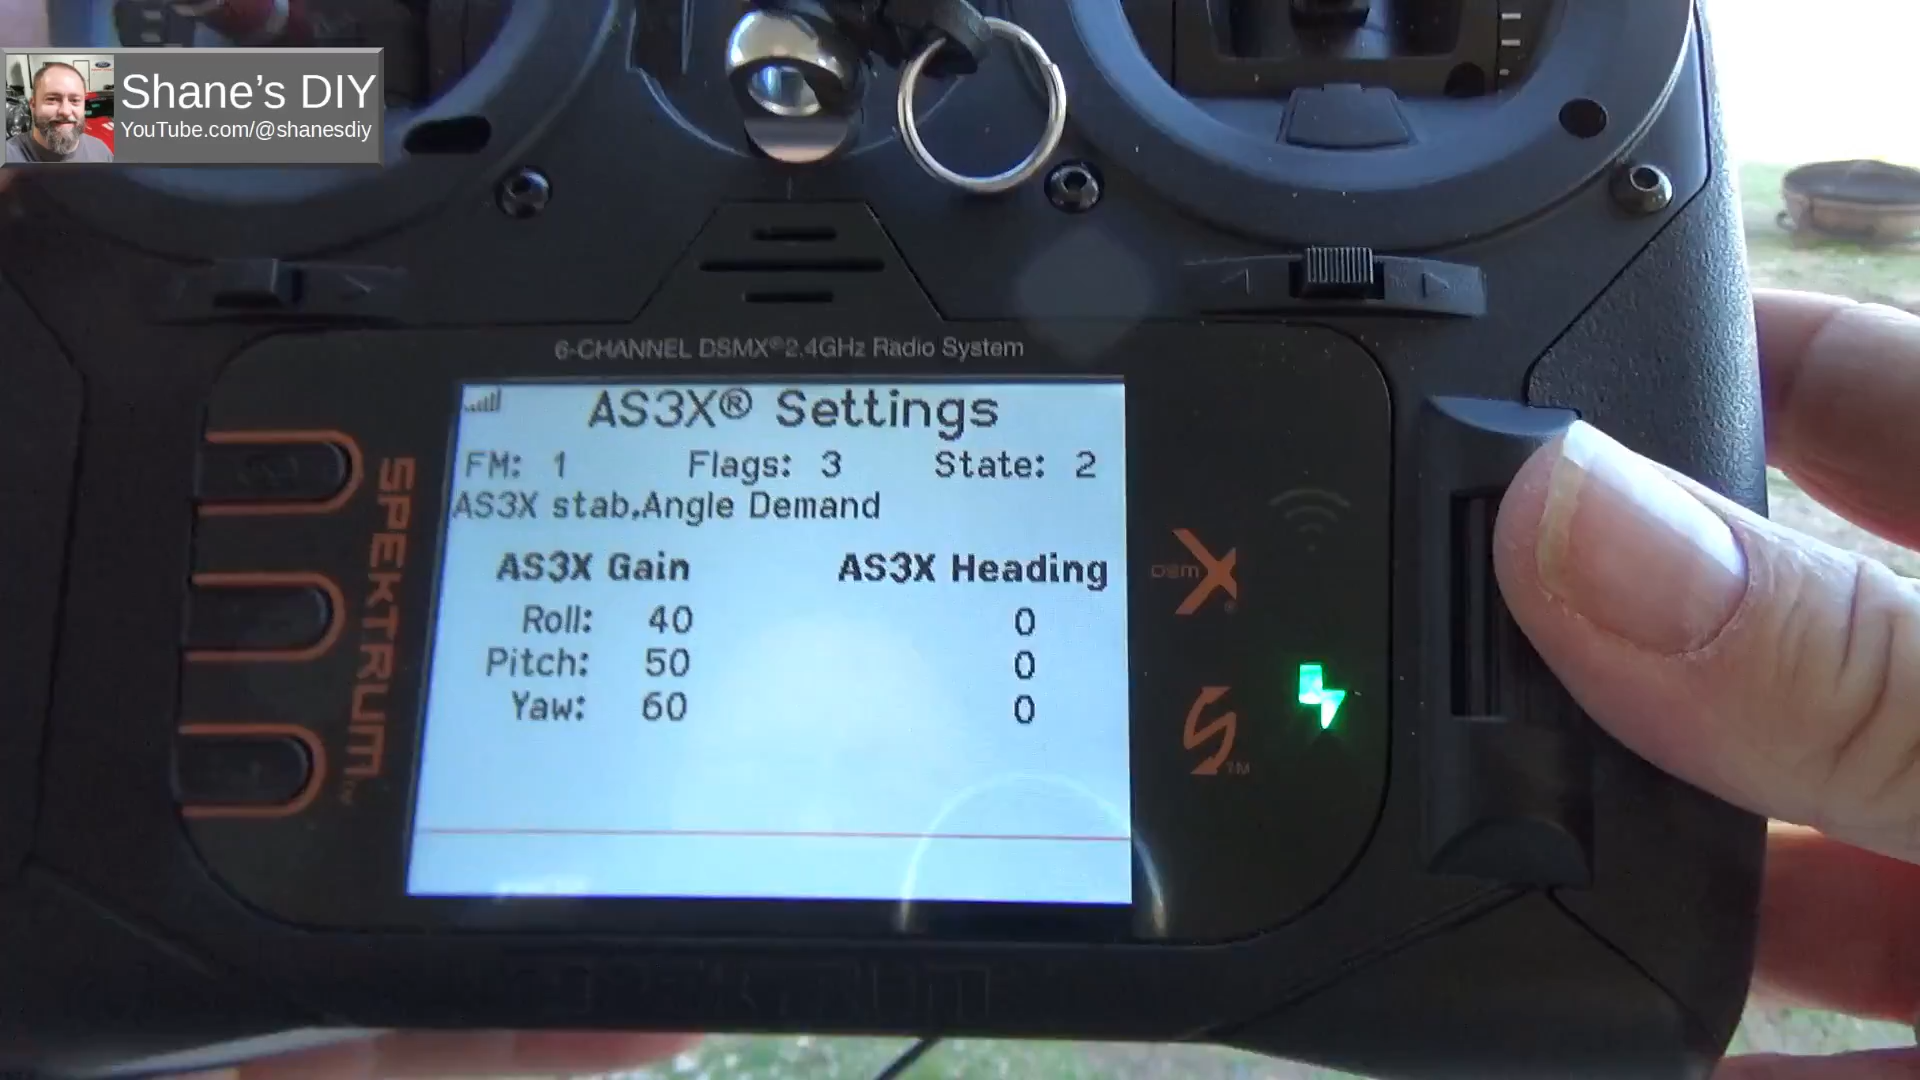 Shane's DIY
YouTube.com/@shanesdiy
6-CHANNEL DSMX® 2.4GHz Radio System
AS3X® Settings
FM: 1 Flags: 3 State: 2
AS3X stab,Angle Demand
AS3X Gain AS3X Heading
Roll: 40 0
Pitch: 50 0
Yaw: 60 0
SPEKTRUM
DSM X®
TM